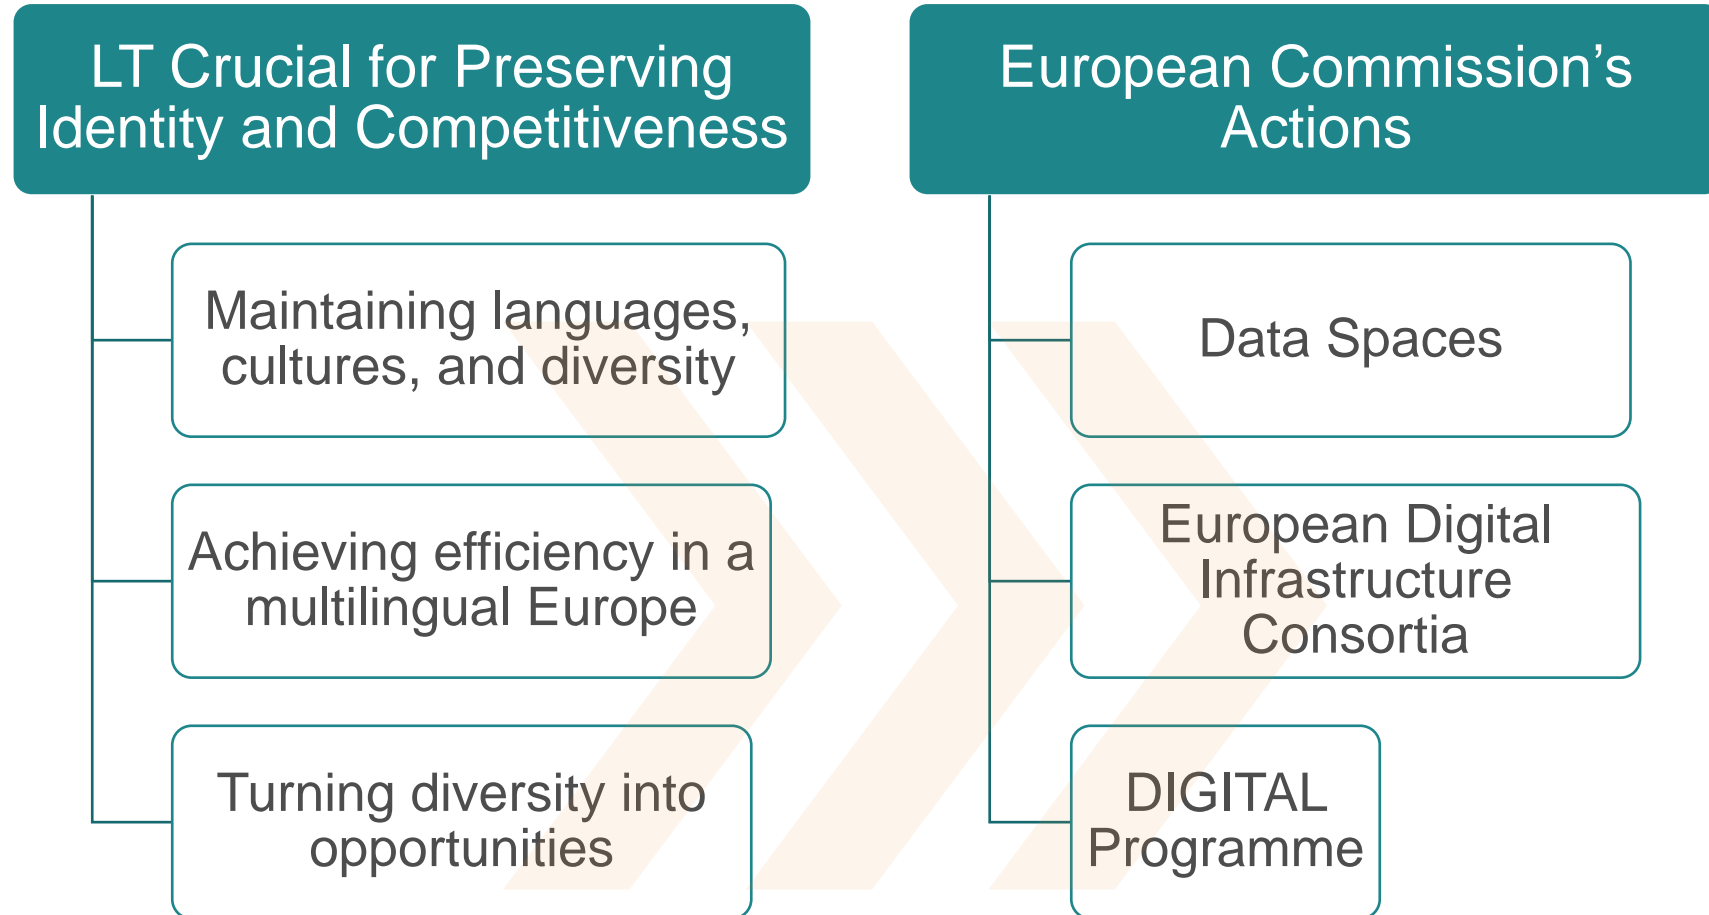 LT Crucial for Preserving
Identity and Competitiveness
Maintaining languages,
cultures, and diversity
Achieving efficiency in a
multilingual Europe
Turning diversity into
opportunities
European Commission’s
Actions
Data Spaces
European Digital
Infrastructure
Consortia
DIGITAL
Programme